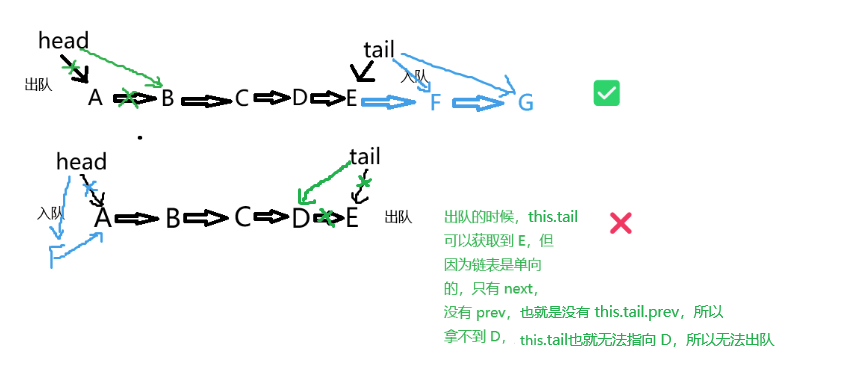 head
tail
出队
入队
A B C D E F G
head
tail
入队
A B C D E 出队
F
出队的时候，this.tail
可以获取到 E，但
因为链表是单向
的，只有 next，
没有 prev，也就是没有 this.tail.prev，所以
拿不到 D， this.tail也就无法指向 D，所以无法出队